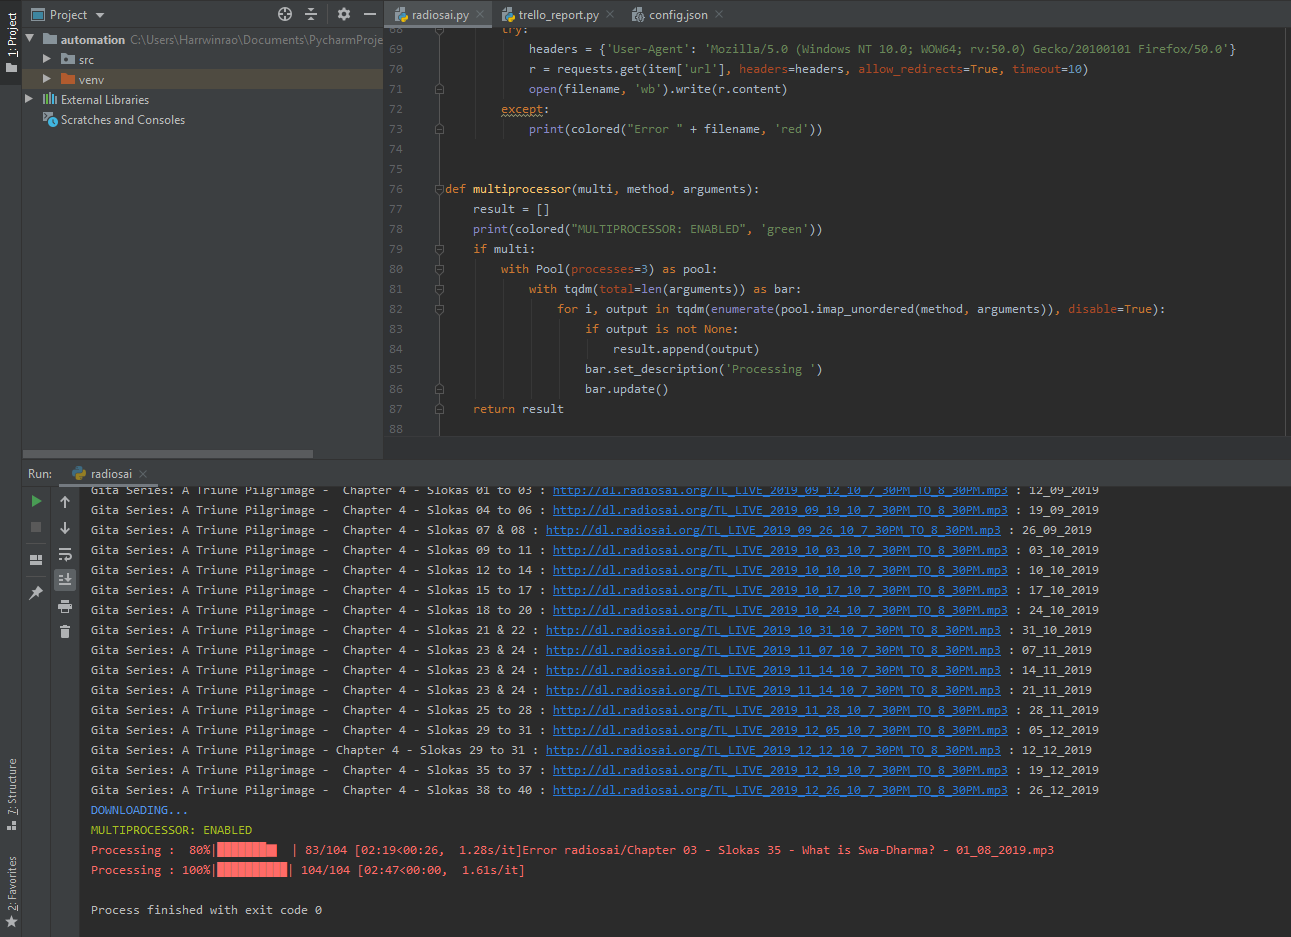 1: Project
Project
automation C:\Users\Harrwinrao\Documents\PycharmProje
src
venv
External Libraries
Scratches and Consoles
radiosai.py
trello_report.py
config.json
68 try:
69 headers = {'User-Agent': 'Mozilla/5.0 (Windows NT 10.0; WOW64; rv:50.0) Gecko/20100101 Firefox/50.0'}
70 r = requests.get(item['url'], headers=headers, allow_redirects=True, timeout=10)
71 open(filename, 'wb').write(r.content)
72 except:
73 print(colored("Error " + filename, 'red'))
74
75
76 def multiprocessor(multi, method, arguments):
77 result = []
78 print(colored("MULTIPROCESSOR: ENABLED", 'green'))
79 if multi:
80 with Pool(processes=3) as pool:
81 with tqdm(total=len(arguments)) as bar:
82 for i, output in tqdm(enumerate(pool.imap_unordered(method, arguments)), disable=True):
83 if output is not None:
84 result.append(output)
85 bar.set_description('Processing ')
86 bar.update()
87 return result
88
Run: radiosai
Gita Series: A Triune Pilgrimage -  Chapter 4 - Slokas 01 to 03 : http://dl.radiosai.org/TL_LIVE_2019_09_12_10_7_30PM_TO_8_30PM.mp3 : 12_09_2019
Gita Series: A Triune Pilgrimage -  Chapter 4 - Slokas 04 to 06 : http://dl.radiosai.org/TL_LIVE_2019_09_19_10_7_30PM_TO_8_30PM.mp3 : 19_09_2019
Gita Series: A Triune Pilgrimage -  Chapter 4 - Slokas 07 & 08 : http://dl.radiosai.org/TL_LIVE_2019_09_26_10_7_30PM_TO_8_30PM.mp3 : 26_09_2019
Gita Series: A Triune Pilgrimage -  Chapter 4 - Slokas 09 to 11 : http://dl.radiosai.org/TL_LIVE_2019_10_03_10_7_30PM_TO_8_30PM.mp3 : 03_10_2019
Gita Series: A Triune Pilgrimage -  Chapter 4 - Slokas 12 to 14 : http://dl.radiosai.org/TL_LIVE_2019_10_10_10_7_30PM_TO_8_30PM.mp3 : 10_10_2019
Gita Series: A Triune Pilgrimage -  Chapter 4 - Slokas 15 to 17 : http://dl.radiosai.org/TL_LIVE_2019_10_17_10_7_30PM_TO_8_30PM.mp3 : 17_10_2019
Gita Series: A Triune Pilgrimage -  Chapter 4 - Slokas 18 to 20 : http://dl.radiosai.org/TL_LIVE_2019_10_24_10_7_30PM_TO_8_30PM.mp3 : 24_10_2019
Gita Series: A Triune Pilgrimage -  Chapter 4 - Slokas 21 & 22 : http://dl.radiosai.org/TL_LIVE_2019_10_31_10_7_30PM_TO_8_30PM.mp3 : 31_10_2019
Gita Series: A Triune Pilgrimage -  Chapter 4 - Slokas 23 & 24 : http://dl.radiosai.org/TL_LIVE_2019_11_07_10_7_30PM_TO_8_30PM.mp3 : 07_11_2019
Gita Series: A Triune Pilgrimage -  Chapter 4 - Slokas 23 & 24 : http://dl.radiosai.org/TL_LIVE_2019_11_14_10_7_30PM_TO_8_30PM.mp3 : 14_11_2019
Gita Series: A Triune Pilgrimage -  Chapter 4 - Slokas 23 & 24 : http://dl.radiosai.org/TL_LIVE_2019_11_14_10_7_30PM_TO_8_30PM.mp3 : 21_11_2019
Gita Series: A Triune Pilgrimage -  Chapter 4 - Slokas 25 to 28 : http://dl.radiosai.org/TL_LIVE_2019_11_28_10_7_30PM_TO_8_30PM.mp3 : 28_11_2019
Gita Series: A Triune Pilgrimage -  Chapter 4 - Slokas 29 to 31 : http://dl.radiosai.org/TL_LIVE_2019_12_05_10_7_30PM_TO_8_30PM.mp3 : 05_12_2019
Gita Series: A Triune Pilgrimage - Chapter 4 - Slokas 29 to 31 : http://dl.radiosai.org/TL_LIVE_2019_12_12_10_7_30PM_TO_8_30PM.mp3 : 12_12_2019
Gita Series: A Triune Pilgrimage -  Chapter 4 - Slokas 35 to 37 : http://dl.radiosai.org/TL_LIVE_2019_12_19_10_7_30PM_TO_8_30PM.mp3 : 19_12_2019
Gita Series: A Triune Pilgrimage -  Chapter 4 - Slokas 38 to 40 : http://dl.radiosai.org/TL_LIVE_2019_12_26_10_7_30PM_TO_8_30PM.mp3 : 26_12_2019
DOWNLOADING...
MULTIPROCESSOR: ENABLED
Processing :  80%|████████  | 83/104 [02:19<00:26,  1.28s/it]Error radiosai/Chapter 03 - Slokas 35 - What is Swa-Dharma? - 01_08_2019.mp3
Processing : 100%|██████████| 104/104 [02:47<00:00,  1.61s/it]
Process finished with exit code 0
7: Structure
2: Favorites